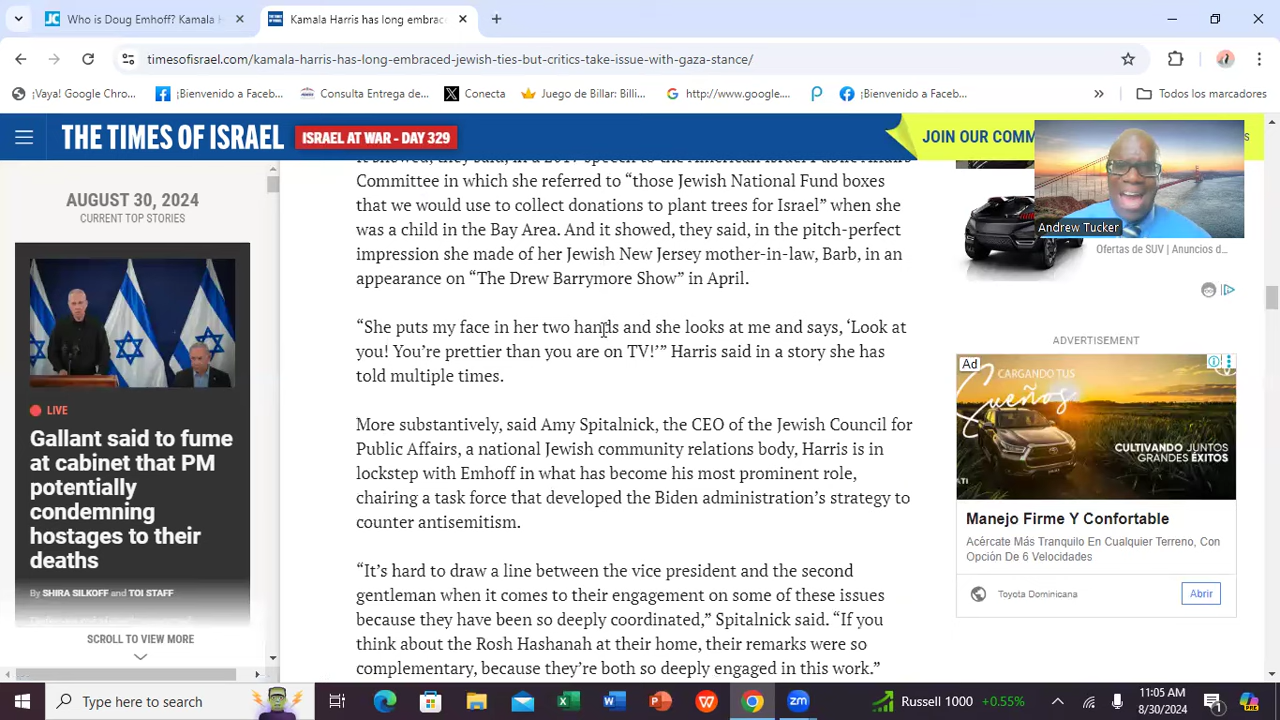 Who is Doug Emhoff? Kamala H
Kamala Harris has long embrace
timesofisrael.com/kamala-harris-has-long-embraced-jewish-ties-but-critics-take-issue-with-gaza-stance/
¡Vaya! Google Chro...
¡Bienvenido a Faceb...
Consulta Entrega de...
Conecta
Juego de Billar: Billi...
http://www.google....
¡Bienvenido a Faceb...
Todos los marcadores
THE TIMES OF ISRAEL
ISRAEL AT WAR - DAY 329
JOIN OUR COMM
AUGUST 30, 2024
CURRENT TOP STORIES
LIVE
Gallant said to fume
at cabinet that PM
potentially
condemning
hostages to their
deaths
By SHIRA SILKOFF and TOI STAFF
SCROLL TO VIEW MORE
Committee in which she referred to “those Jewish National Fund boxes
that we would use to collect donations to plant trees for Israel” when she
was a child in the Bay Area. And it showed, they said, in the pitch-perfect
impression she made of her Jewish New Jersey mother-in-law, Barb, in an
appearance on “The Drew Barrymore Show” in April.
“She puts my face in her two hands and she looks at me and says, ‘Look at
you! You’re prettier than you are on TV!’” Harris said in a story she has
told multiple times.
More substantively, said Amy Spitalnick, the CEO of the Jewish Council for
Public Affairs, a national Jewish community relations body, Harris is in
lockstep with Emhoff in what has become his most prominent role,
chairing a task force that developed the Biden administration’s strategy to
counter antisemitism.
“It’s hard to draw a line between the vice president and the second
gentleman when it comes to their engagement on some of these issues
because they have been so deeply coordinated,” Spitalnick said. “If you
think about the Rosh Hashanah at their home, their remarks were so
complementary, because they’re both so deeply engaged in this work.”
Andrew Tucker
Ofertas de SUV | Anuncios d...
ADVERTISEMENT
Ad
CARGANDO TUS
Sueños
CULTIVANDO JUNTOS
GRANDES ÉXITOS
Manejo Firme Y Confortable
Acércate Más Tranquilo En Cualquier Terreno, Con
Opción De 6 Velocidades
Toyota Dominicana
Abrir
Type here to search
Russell 1000 +0.55%
11:05 AM
8/30/2024